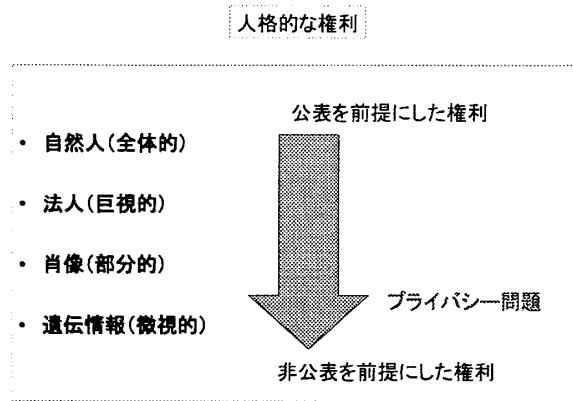 人格的な権利
公表を前提にした権利
・ 自然人(全体的)
・ 法人(巨視的)
・ 肖像(部分的)
・ 遺伝情報(微視的)
プライバシー問題
非公表を前提にした権利